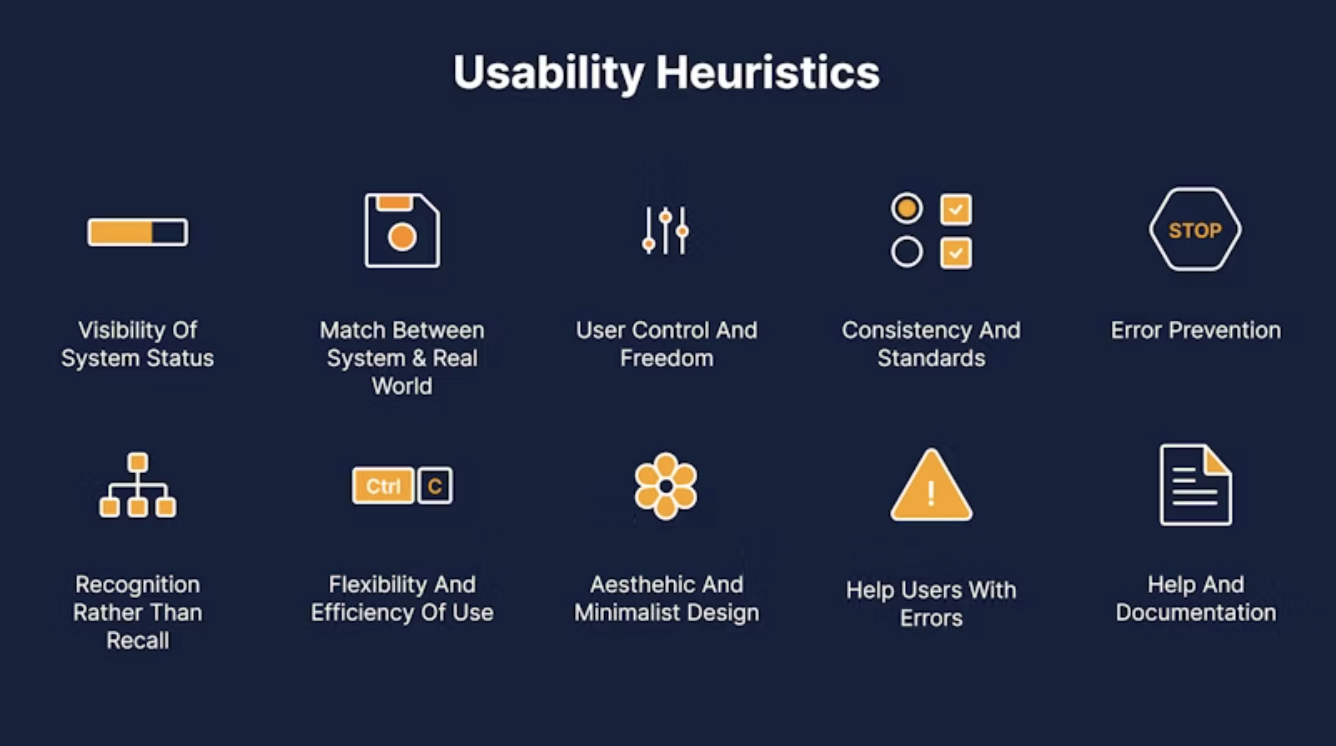 Usability Heuristics
STOP
Visibility Of
System Status
Match Between
System & Real
World
User Control And
Freedom
Consistency And
Standards
Error Prevention
Ctrl C
!
Recognition
Rather Than
Recall
Flexibility And
Efficiency Of Use
Aesthehic And
Minimalist Design
Help Users With
Errors
Help And
Documentation